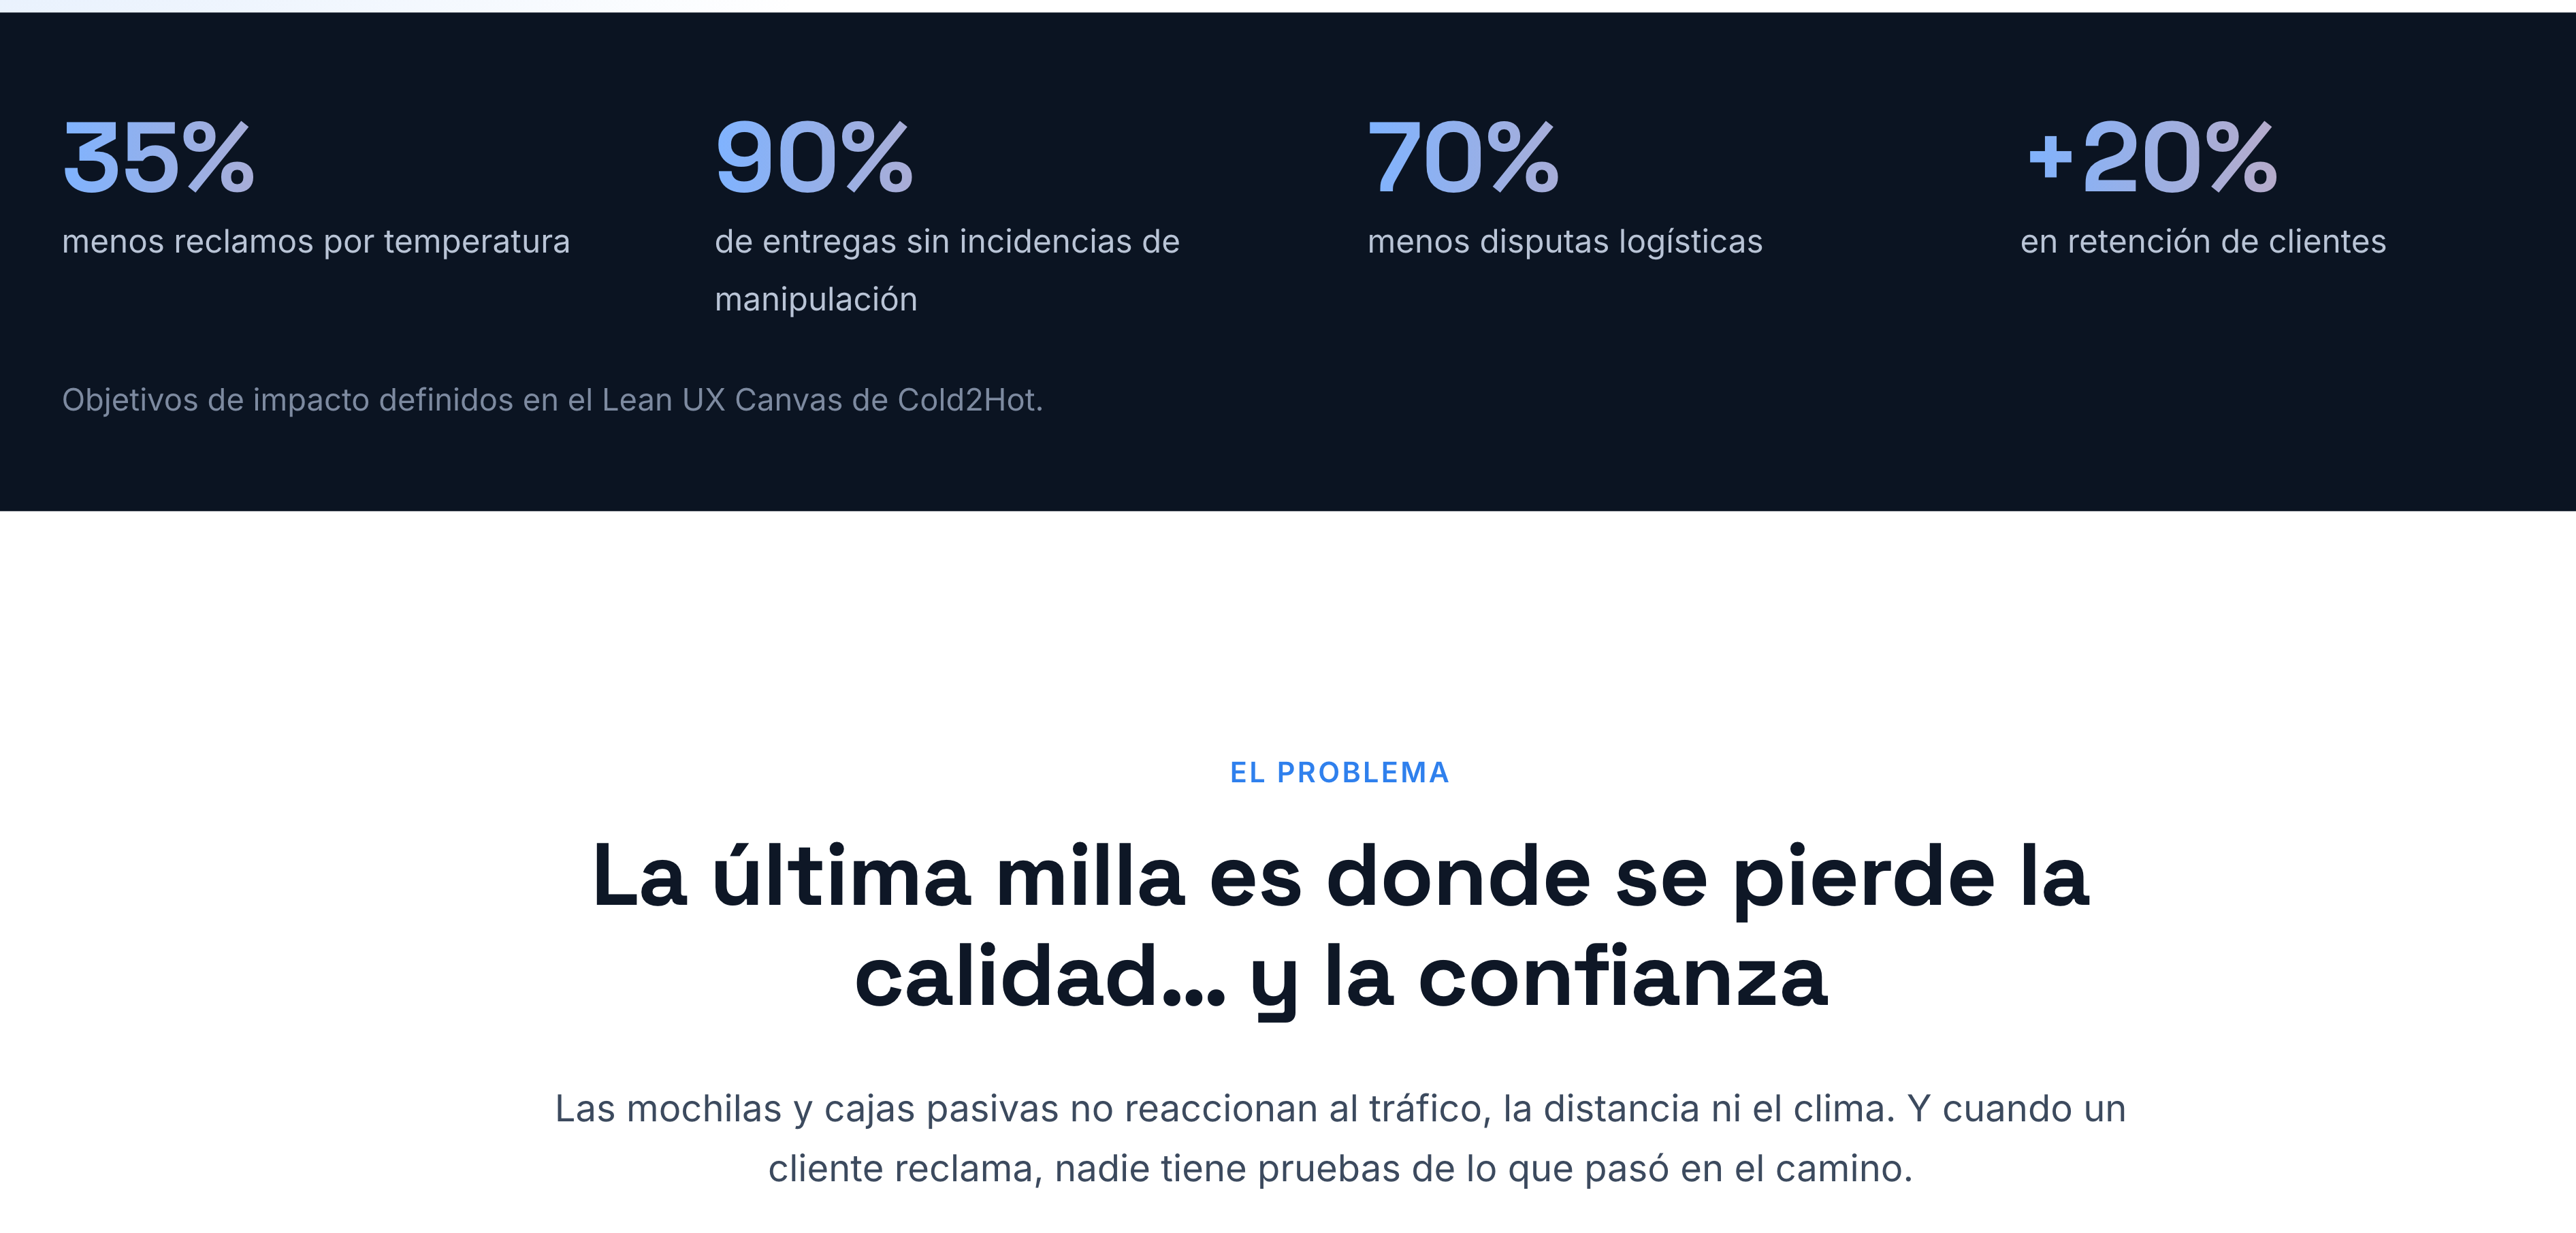 35%
menos reclamos por temperatura
90%
de entregas sin incidencias de
manipulación
70%
menos disputas logísticas
+20%
en retención de clientes
Objetivos de impacto definidos en el Lean UX Canvas de Cold2Hot.
EL PROBLEMA
La última milla es donde se pierde la
calidad... y la confianza
Las mochilas y cajas pasivas no reaccionan al tráfico, la distancia ni el clima. Y cuando un
cliente reclama, nadie tiene pruebas de lo que pasó en el camino.